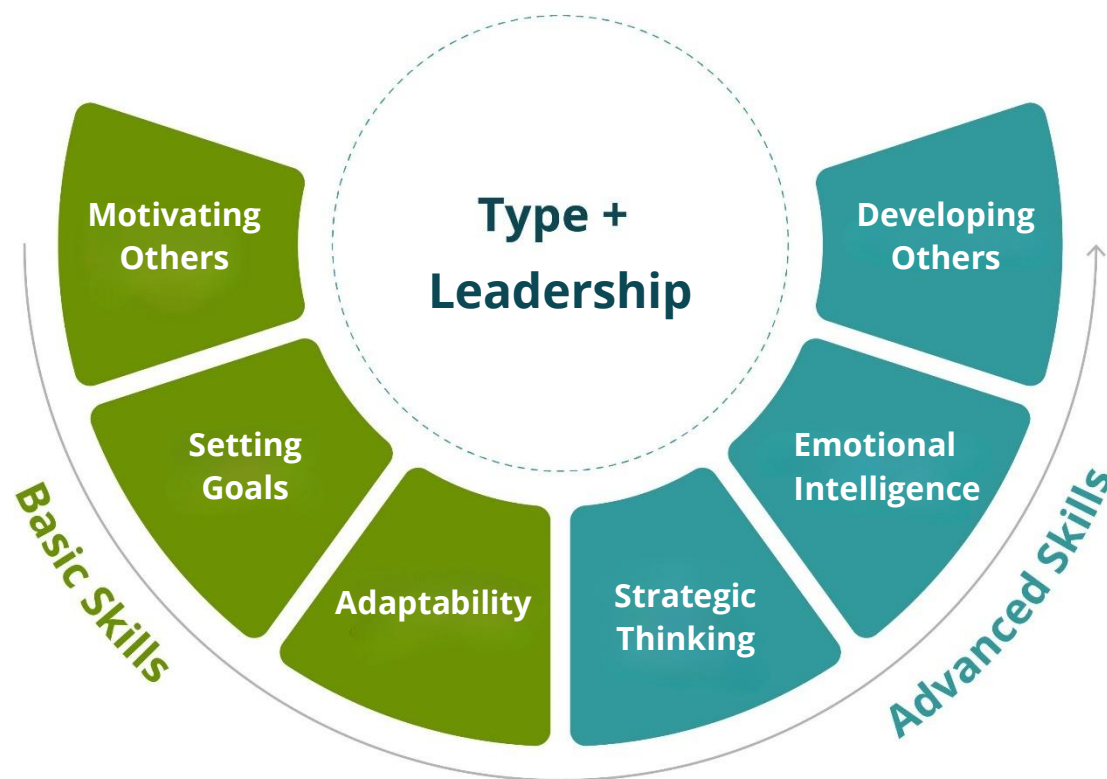 Type +
Leadership
Motivating
Others
Setting
Goals
Adaptability
Strategic
Thinking
Emotional
Intelligence
Developing
Others
Basic Skills
Advanced Skills